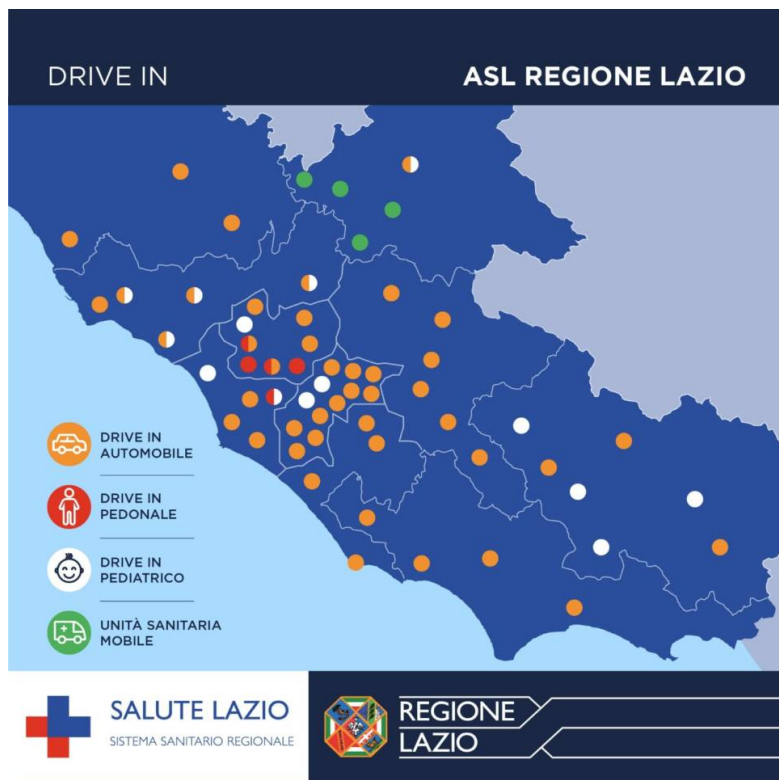 DRIVE IN
ASL REGIONE LAZIO
DRIVE IN
AUTOMOBILE
DRIVE IN
PEDONALE
DRIVE IN
PEDIATRICO
UNITÀ SANITARIA
MOBILE
SALUTE LAZIO
SISTEMA SANITARIO REGIONALE
REGIONE
LAZIO